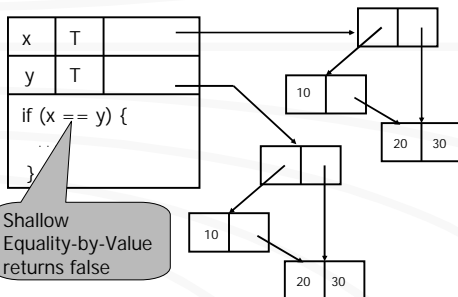 x T
y T
if (x == y) {
..
}
Shallow
Equality-by-Value
returns false
10
20 30
10
20 30